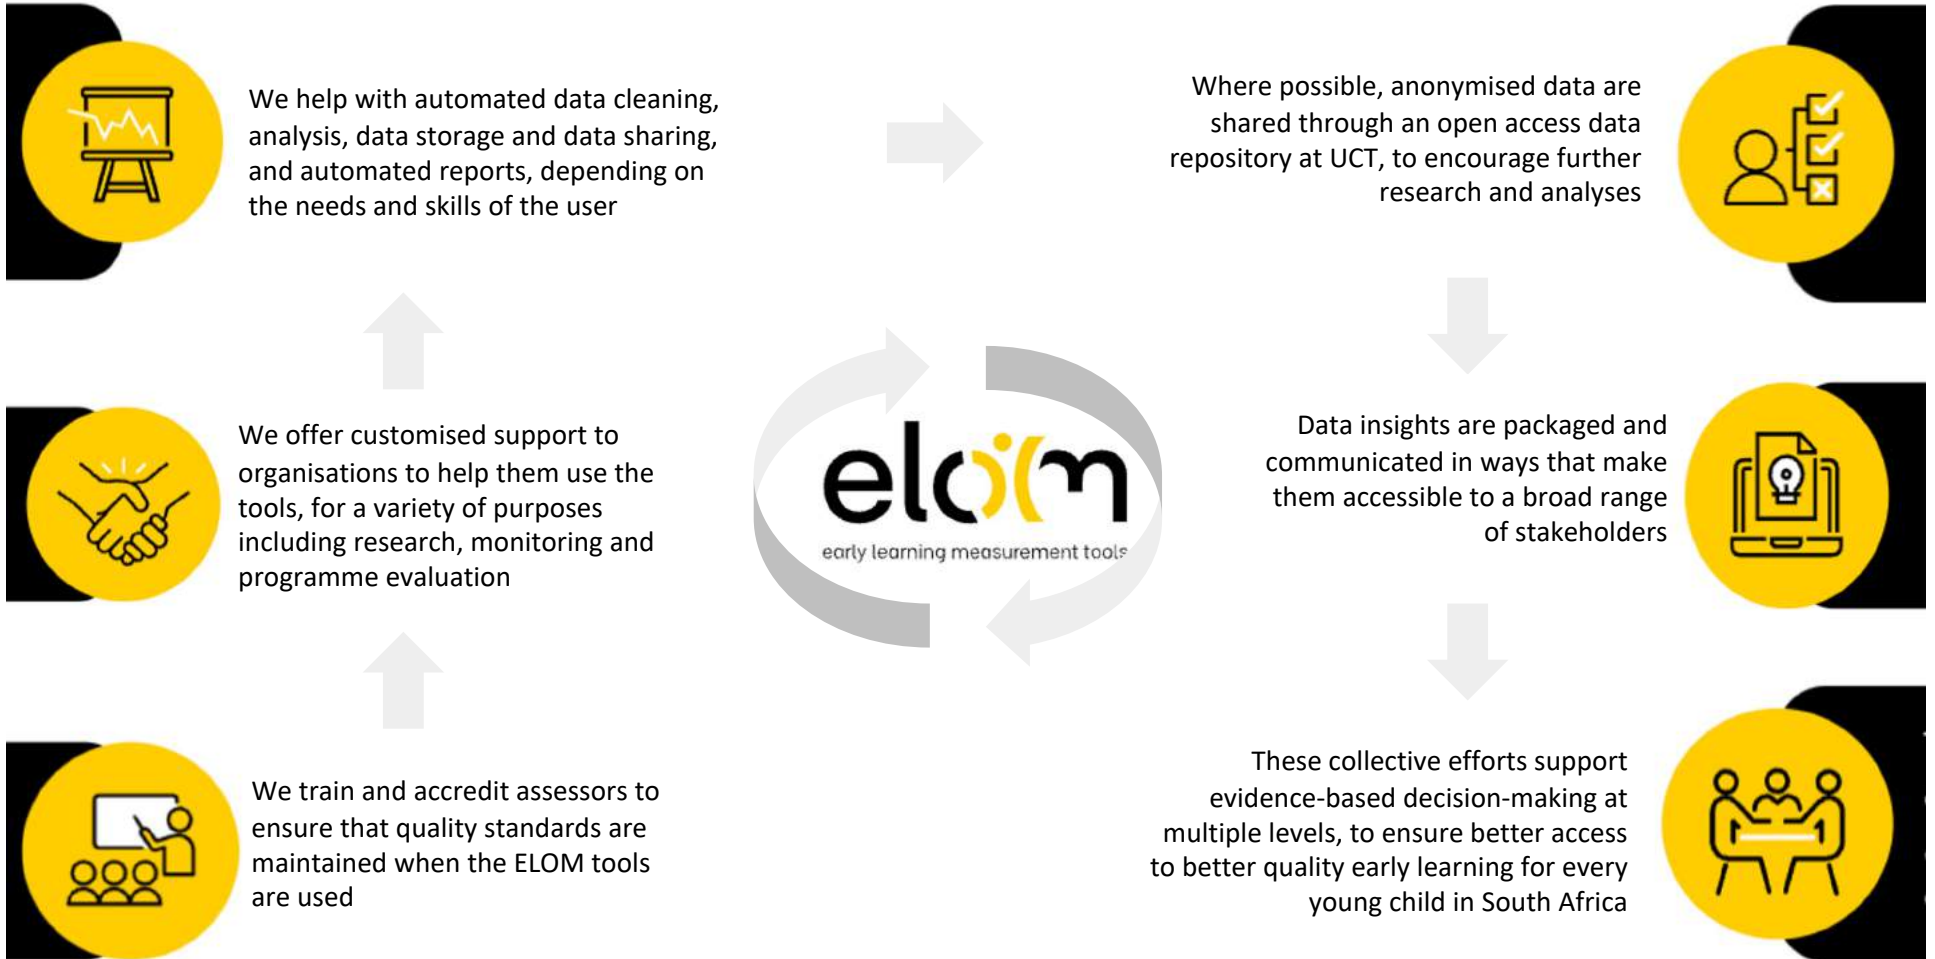 We help with automated data cleaning,
analysis, data storage and data sharing,
and automated reports, depending on
the needs and skills of the user
Where possible, anonymised data are
shared through an open access data
repository at UCT, to encourage further
research and analyses
We offer customised support to
organisations to help them use the
tools, for a variety of purposes
including research, monitoring and
programme evaluation
elom
early learning measurement tools
Data insights are packaged and
communicated in ways that make
them accessible to a broad range
of stakeholders
We train and accredit assessors to
ensure that quality standards are
maintained when the ELOM tools
are used
These collective efforts support
evidence-based decision-making at
multiple levels, to ensure better access
to better quality early learning for every
young child in South Africa